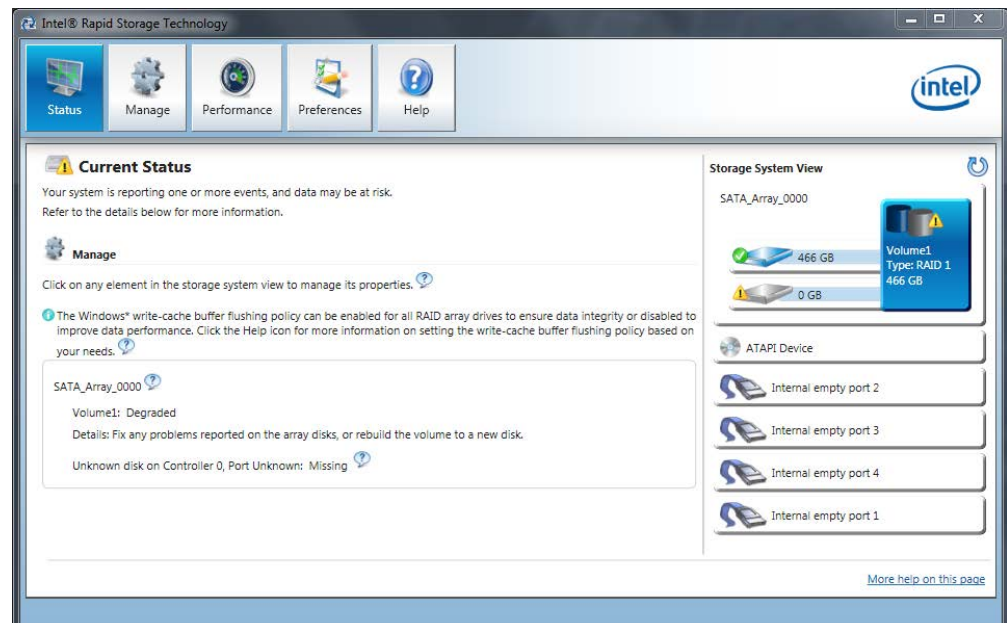 Intel® Rapid Storage Technology
Status
Manage
Performance
Preferences
Help
intel
Current Status
Your system is reporting one or more events, and data may be at risk.
Refer to the details below for more information.
Manage
Click on any element in the storage system view to manage its properties.
The Windows* write-cache buffer flushing policy can be enabled for all RAID array drives to ensure data integrity or disabled to
improve data performance. Click the Help icon for more information on setting the write-cache buffer flushing policy based on
your needs.
SATA_Array_0000
Volume1: Degraded
Details: Fix any problems reported on the array disks, or rebuild the volume to a new disk.
Unknown disk on Controller 0, Port Unknown: Missing
Storage System View
SATA_Array_0000
466 GB
0 GB
Volume1
Type: RAID 1
466 GB
ATAPI Device
Internal empty port 2
Internal empty port 3
Internal empty port 4
Internal empty port 1
More help on this page